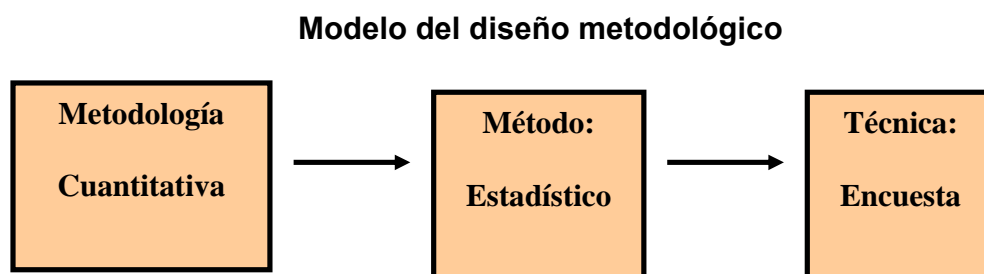 Modelo del diseño metodológico
Metodología
Cuantitativa
Método:
Estadístico
Técnica:
Encuesta